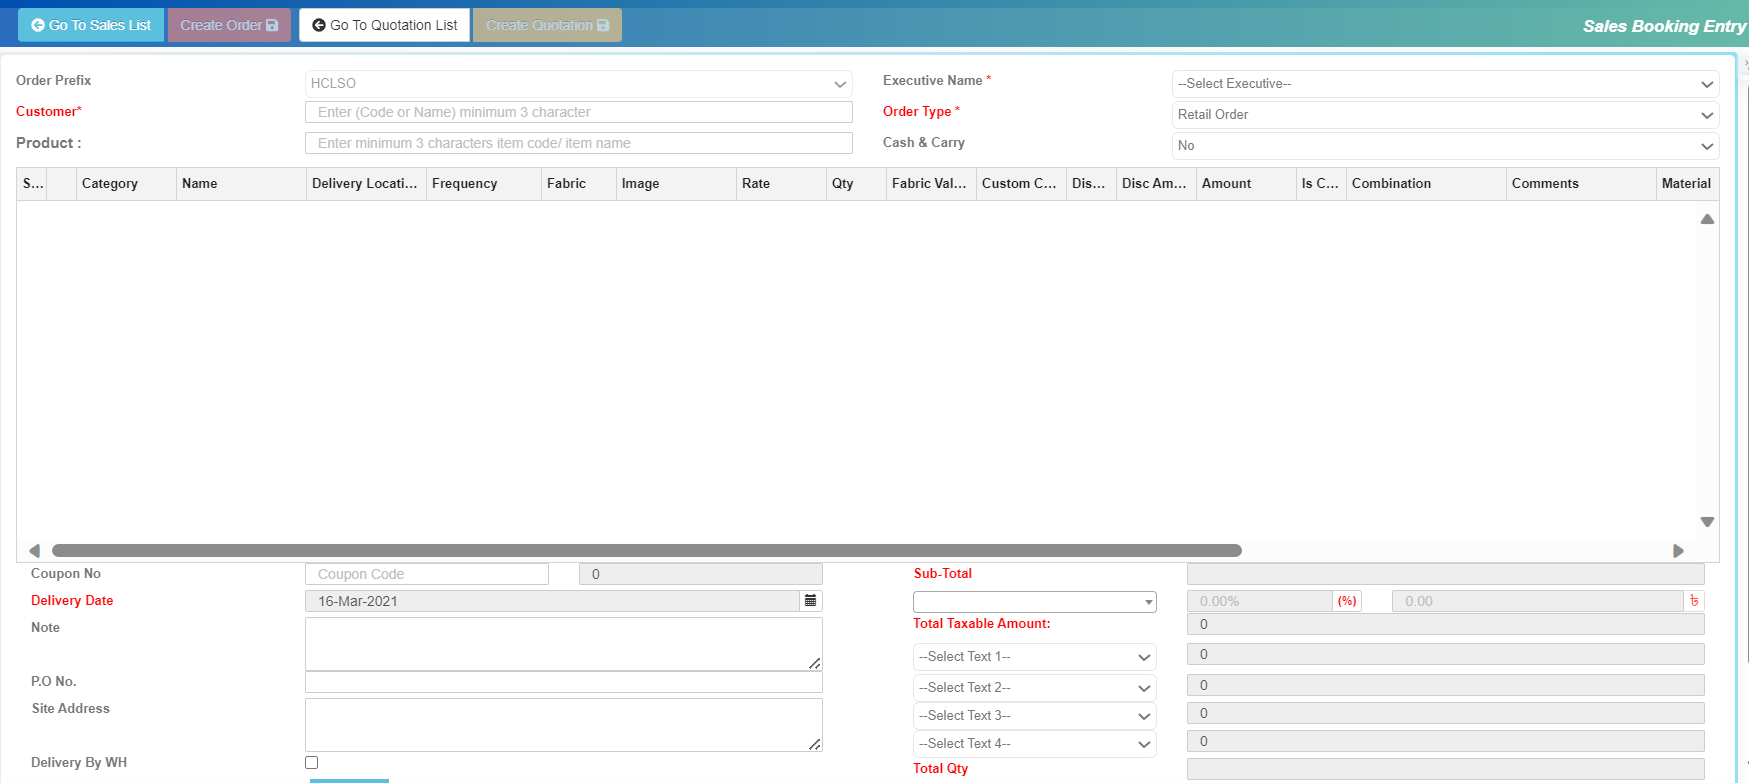 Go To Sales List Create Order Go To Quotation List Create Quotation Sales Booking Entry
Order Prefix HCLSO Executive Name * --Select Executive--
Customer* Enter (Code or Name) minimum 3 character Order Type * Retail Order
Product : Enter minimum 3 characters item code/ item name Cash & Carry No
S... Category Name Delivery Locati... Frequency Fabric Image Rate Qty Fabric Val... Custom C... Dis... Disc Am... Amount Is C... Combination Comments Material
Coupon No Coupon Code 0 Sub-Total
Delivery Date 16-Mar-2021 0.00% (%) 0.00 ৳
Note Total Taxable Amount: 0
--Select Text 1-- 0
P.O No. --Select Text 2-- 0
Site Address --Select Text 3-- 0
--Select Text 4-- 0
Delivery By WH Total Qty